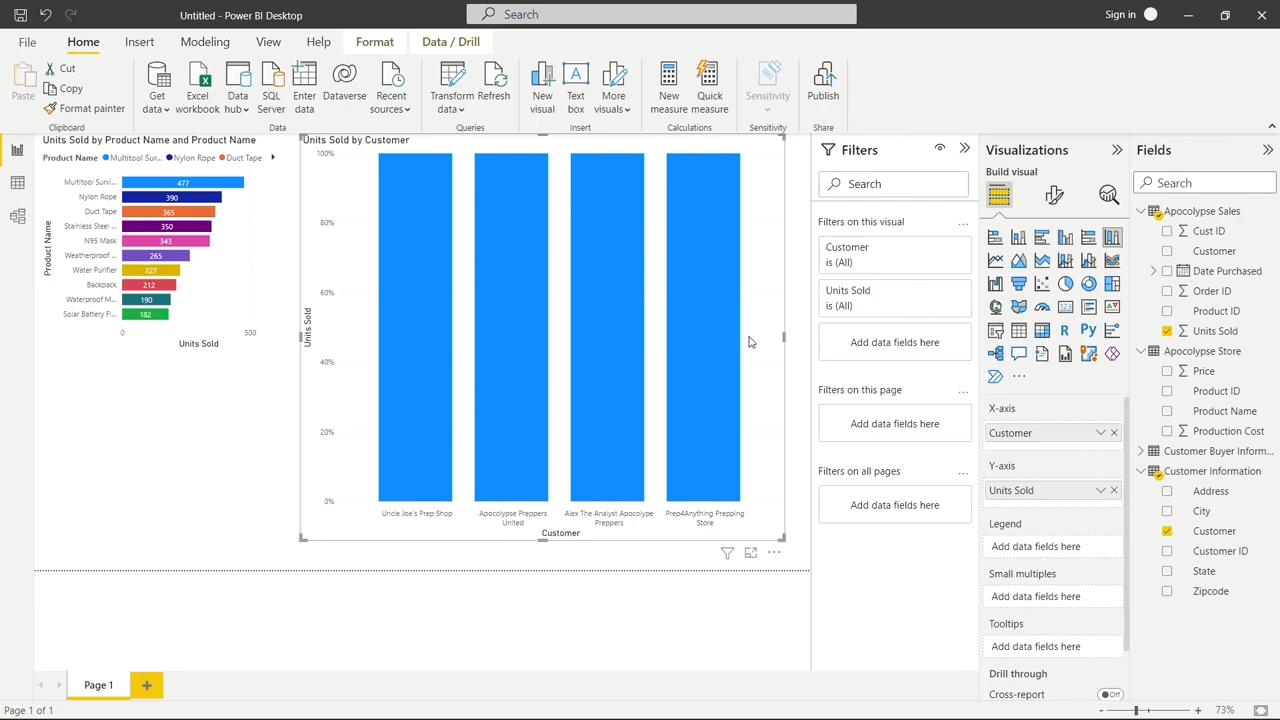 Untitled - Power BI Desktop
Search
Sign in
File
Home
Insert
Modeling
View
Help
Format
Data / Drill
Paste
Cut
Copy
Format painter
Clipboard
Get data
Excel workbook
Data hub
SQL Server
Enter data
Dataverse
Recent sources
Data
Transform data
Refresh
Queries
New visual
Text box
More visuals
Insert
New measure
Quick measure
Calculations
Sensitivity
Sensitivity
Publish
Share
Units Sold by Product Name and Product Name
Product Name Multitool Sur... Nylon Rope Duct Tape
Product Name
Multitool Survi... 477
Nylon Rope 390
Duct Tape 365
Stainless Steel ... 350
N95 Mask 343
Weatherproof ... 265
Water Purifier 227
Backpack 212
Waterproof M... 190
Solar Battery Fl... 182
0 500
Units Sold
Units Sold by Customer
100%
80%
60%
40%
20%
0%
Units Sold
Uncle Joe's Prep Shop
Apocolypse Preppers United
Alex The Analyst Apocolype Preppers
Prep4Anything Prepping Store
Customer
Filters
Search
Filters on this visual ...
Customer
is (All)
Units Sold
is (All)
Add data fields here
Filters on this page ...
Add data fields here
Filters on all pages ...
Add data fields here
Visualizations
Build visual
R
Py
...
X-axis
Customer
Y-axis
Units Sold
Legend
Add data fields here
Small multiples
Add data fields here
Tooltips
Add data fields here
Drill through
Cross-report
Off
Fields
Search
Apocolypse Sales
Cust ID
Customer
Date Purchased
Order ID
Product ID
Units Sold
Apocolypse Store
Price
Product ID
Product Name
Production Cost
Customer Buyer Inform...
Customer Information
Address
City
Customer
Customer ID
State
Zipcode
Page 1
Page 1 of 1
- + 73%